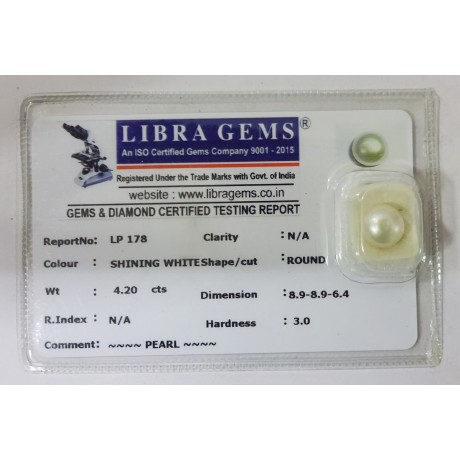 LIBRA GEMS ®
An ISO Certified Gems Company 9001 - 2015
Registered Under the Trade Marks with Govt. of India
website : www.libragems.co.in
GEMS & DIAMOND CERTIFIED TESTING REPORT
ReportNo: LP 178 Clarity : N/A
Colour : SHINING WHITE Shape/cut : ROUND
Wt : 4.20 cts Dimension : 8.9-8.9-6.4
R.Index : N/A Hardness : 3.0
Comment: ~~~~ PEARL ~~~~